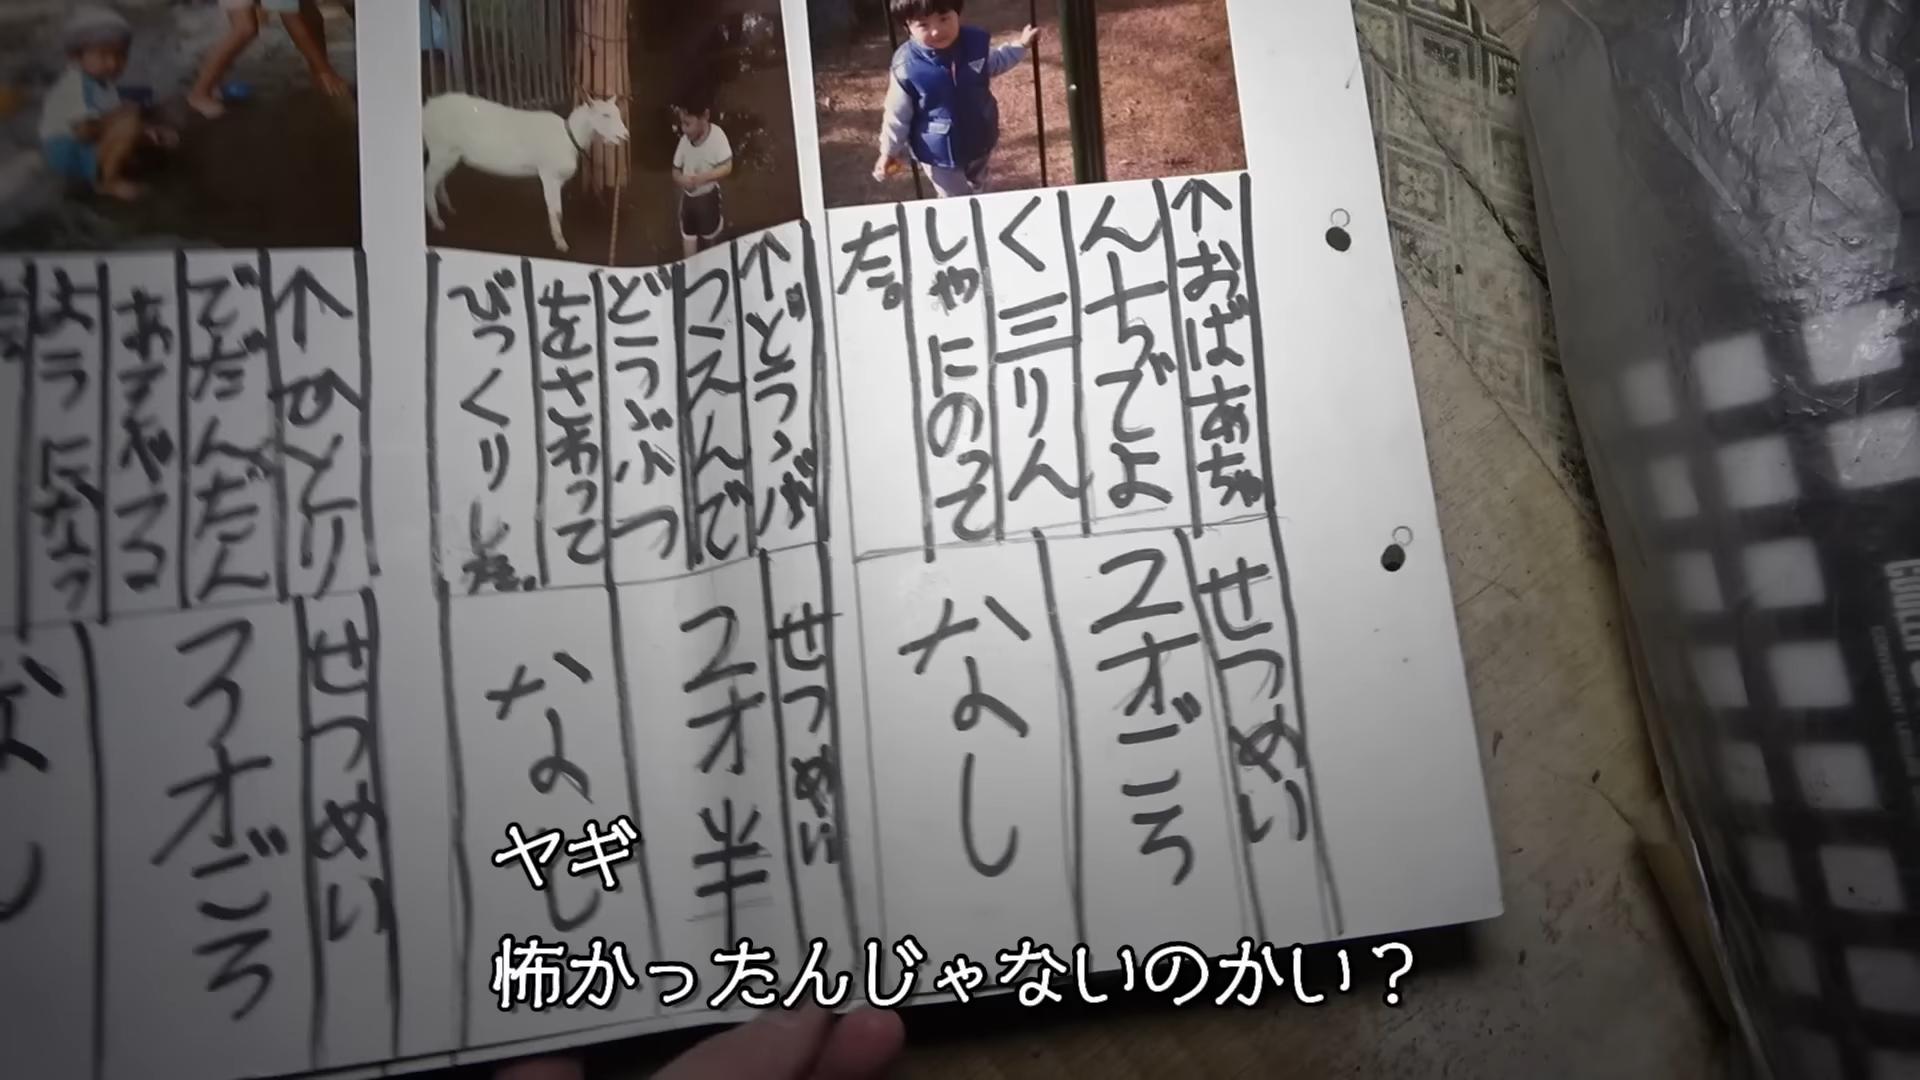 ↑おばあちゃ
んちでよ
く三りん
しゃにのって
た。
せつめい
2才ごろ
なし
↑どうぶ
つえんで
どうぶつ
をさわって
びっくりした。
せつめい
2才半
なし
↑ひとり
でだんだん
あそべる
ようになっ
せつめい
2才ごろ
なし
ヤギ
怖かったんじゃないのかい？